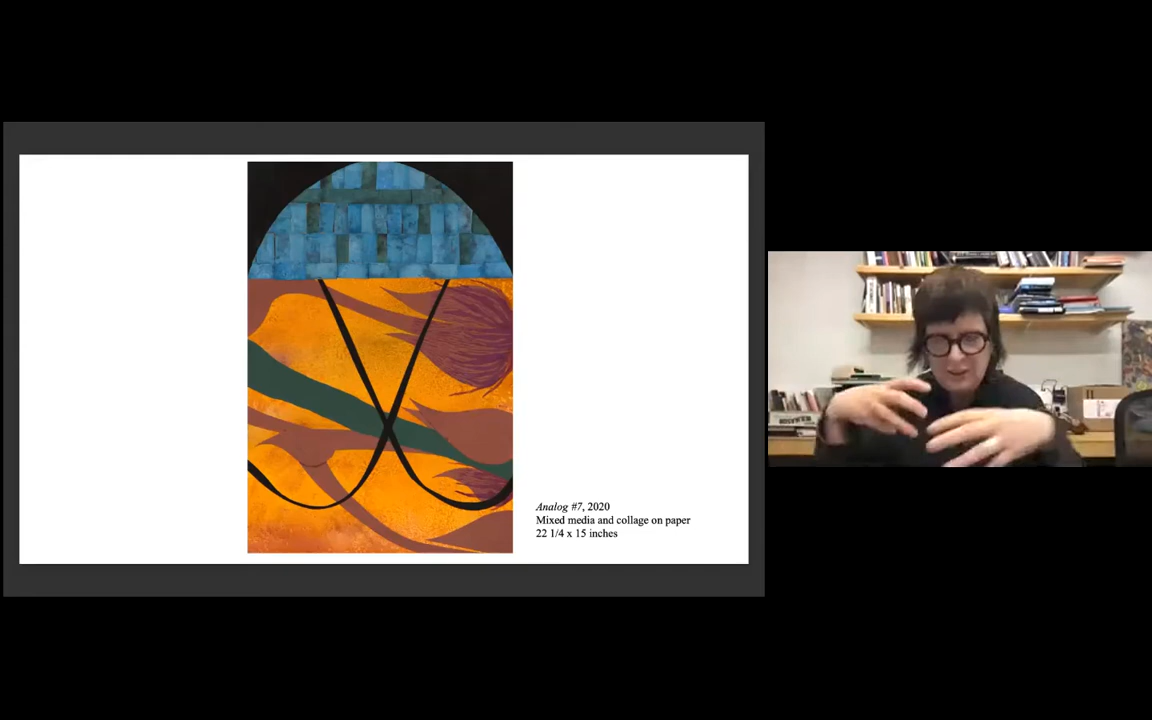 Analog #7, 2020
Mixed media and collage on paper
22 1/4 x 15 inches